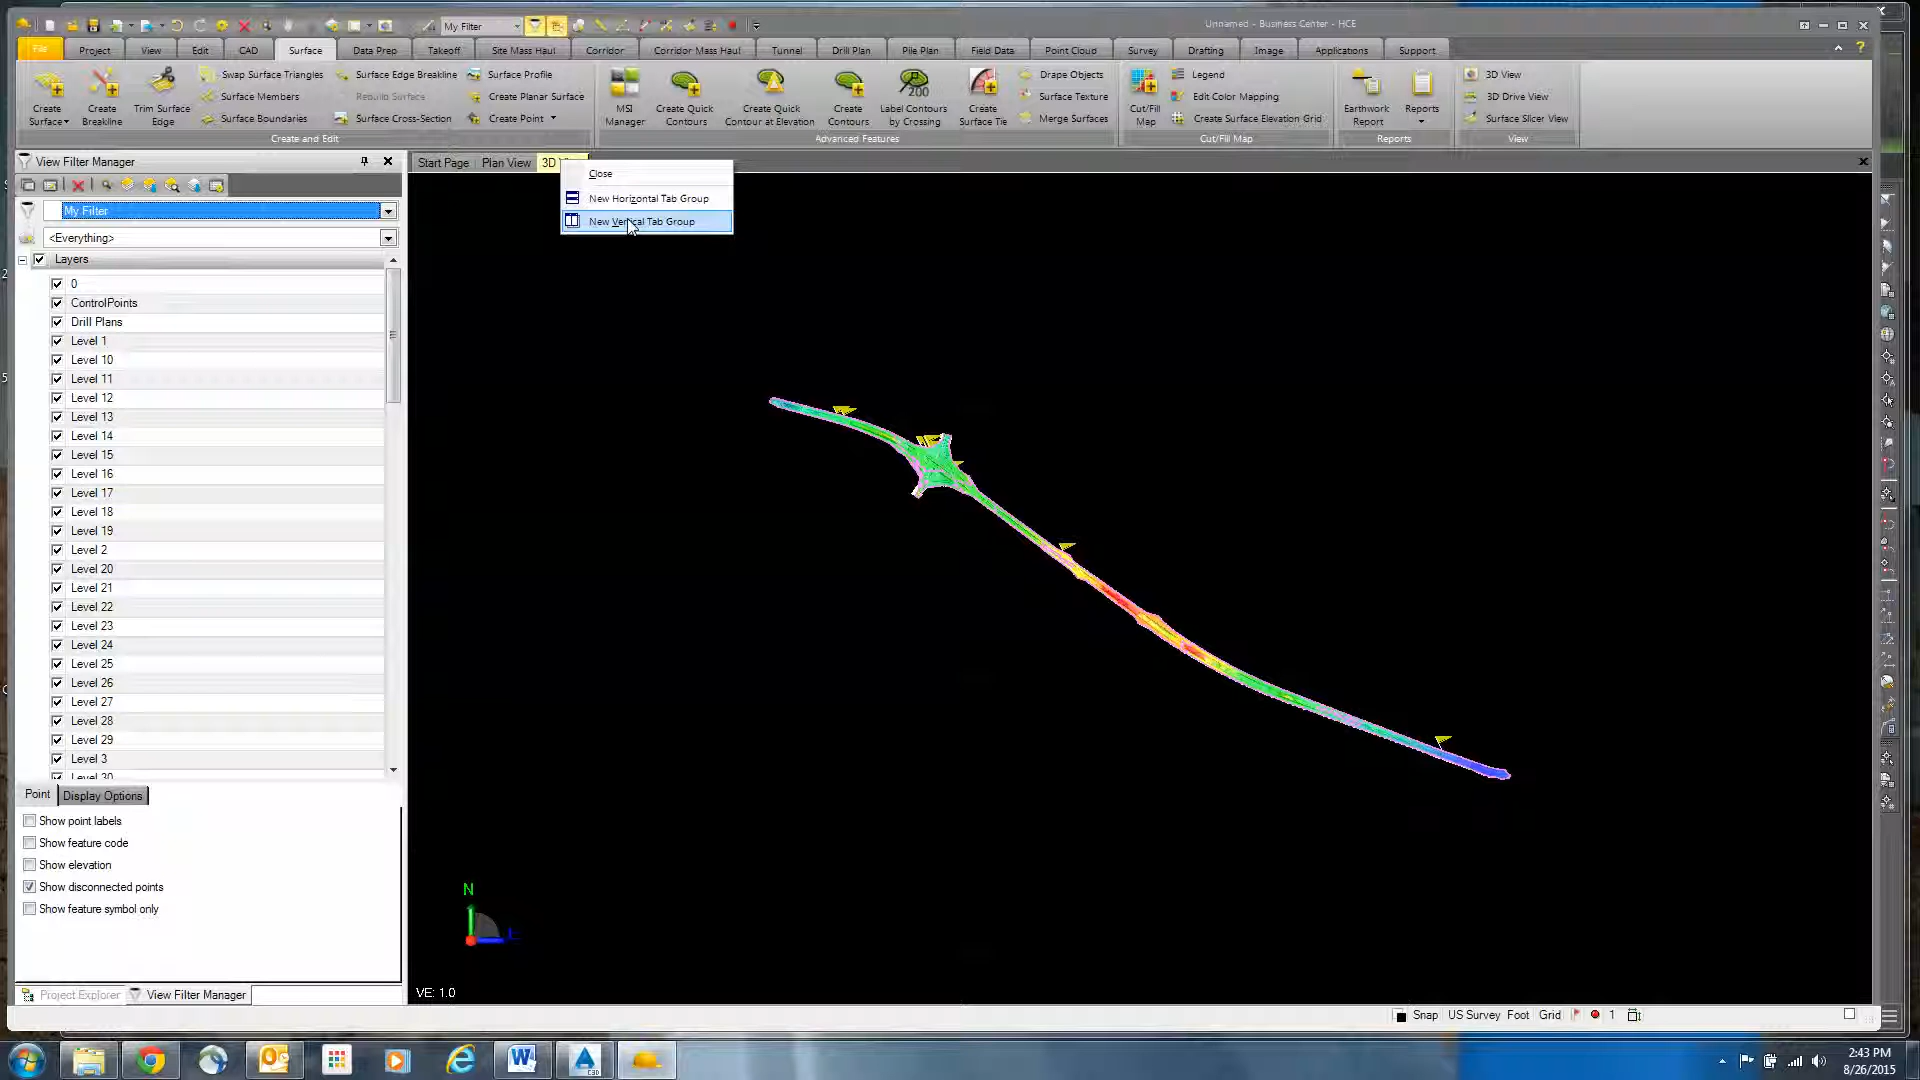 My Filter
Unnamed - Business Center - HCE
File Project View Edit CAD Surface Data Prep Takeoff Site Mass Haul Corridor Corridor Mass Haul Tunnel Drill Plan Pile Plan Field Data Point Cloud Survey Drafting Image Applications Support
Create Surface
Create Breakline
Trim Surface Edge
Swap Surface Triangles
Surface Members
Surface Boundaries
Surface Edge Breakline
Rebuild Surface
Surface Cross-Section
Surface Profile
Create Planar Surface
Create Point
Create and Edit
MSI Manager
Create Quick Contours
Create Quick Contour at Elevation
Create Contours
200
Label Contours by Crossing
Create Surface Tie
Drape Objects
Surface Texture
Merge Surfaces
Advanced Features
Cut/Fill Map
Legend
Edit Color Mapping
Create Surface Elevation Grid
Cut/Fill Map
Earthwork Report
Reports
Reports
3D View
3D Drive View
Surface Slicer View
View
View Filter Manager
My Filter
<Everything>
Layers
0
ControlPoints
Drill Plans
Level 1
Level 10
Level 11
Level 12
Level 13
Level 14
Level 15
Level 16
Level 17
Level 18
Level 19
Level 2
Level 20
Level 21
Level 22
Level 23
Level 24
Level 25
Level 26
Level 27
Level 28
Level 29
Level 3
Level 30
Point Display Options
Show point labels
Show feature code
Show elevation
Show disconnected points
Show feature symbol only
Project Explorer View Filter Manager
Start Page Plan View 3D
Close
New Horizontal Tab Group
New Vertical Tab Group
N
E
VE: 1.0
Snap US Survey Foot Grid 1
2:43 PM
8/26/2015